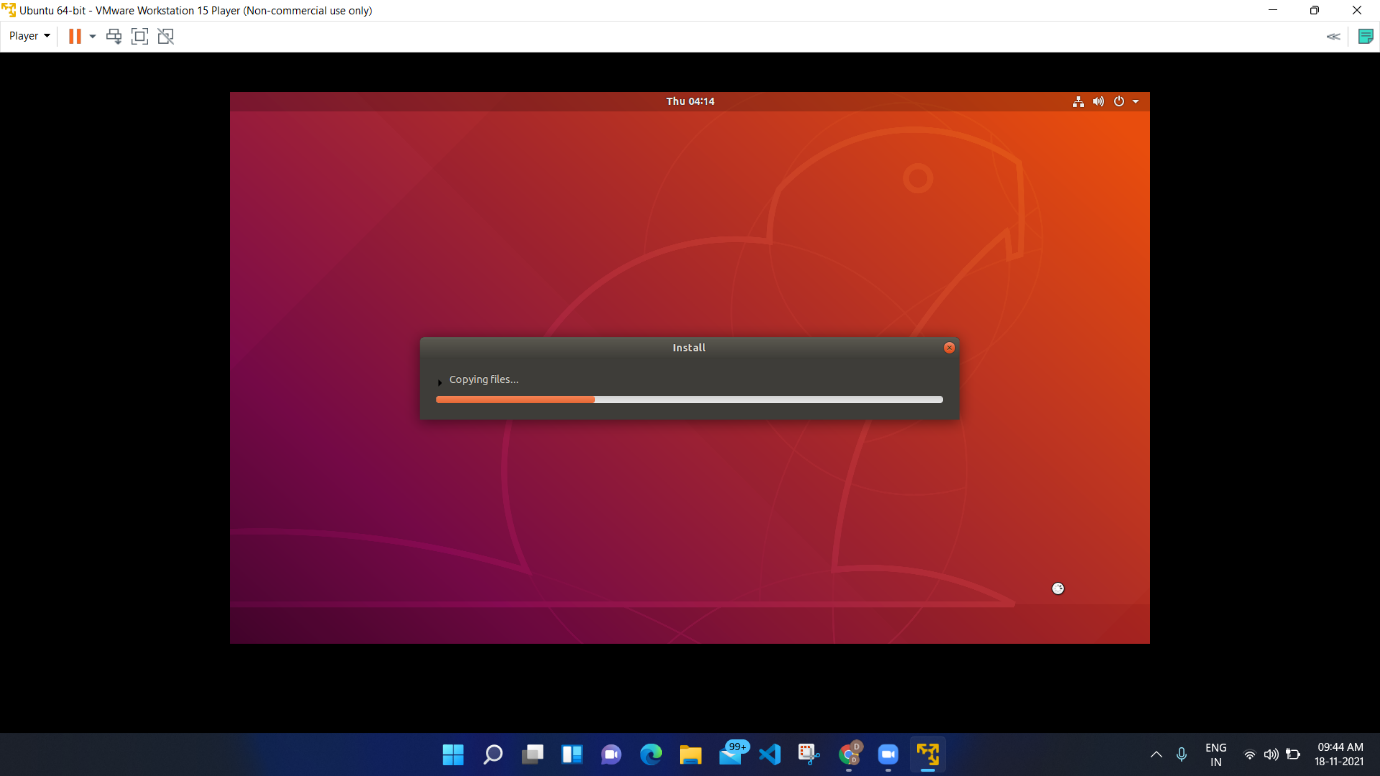 Ubuntu 64-bit - VMware Workstation 15 Player (Non-commercial use only)
Player
Thu 04:14
Install
Copying files...
99+
D
ENG
IN
09:44 AM
18-11-2021